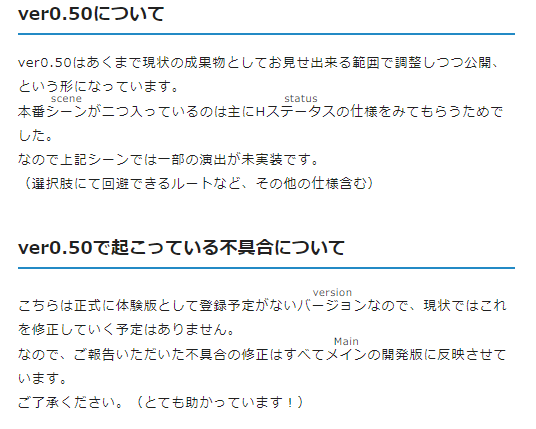 ver0.50について
ver0.50はあくまで現状の成果物としてお見せ出来る範囲で調整しつつ公開、
という形になっています。
scene status
本番シーンが二つ入っているのは主にHステータスの仕様をみてもらうためで
した。
なので上記シーンでは一部の演出が未実装です。
（選択肢にて回避できるルートなど、その他の仕様含む）
ver0.50で起こっている不具合について
version
こちらは正式に体験版として登録予定がないバージョンなので、現状ではこれ
を修正していく予定はありません。
Main
なので、ご報告いただいた不具合の修正はすべてメインの開発版に反映させて
います。
ご了承ください。（とても助かっています！）